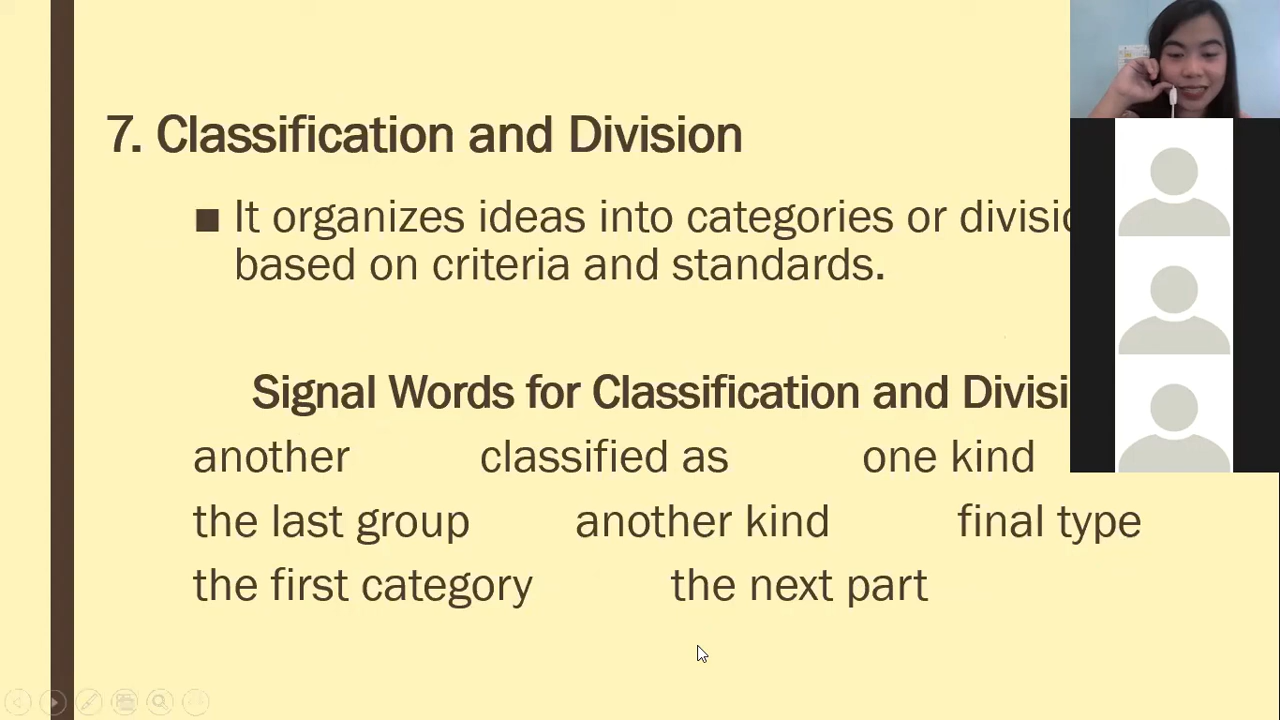 7. Classification and Division
■ It organizes ideas into categories or
based on criteria and standards.
Signal Words for Classification and
another classified as one kind
the last group another kind final type
the first category the next part